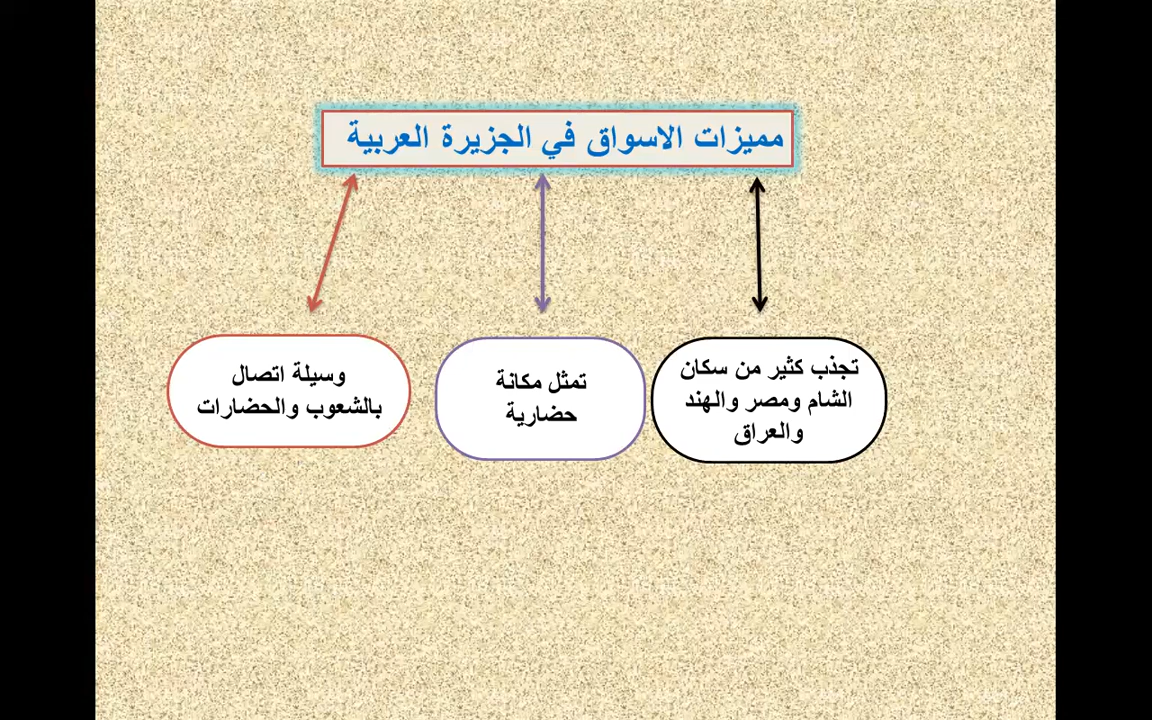 مميزات الاسواق في الجزيرة العربية
تجذب كثير من سكان
الشام ومصر والهند
والعراق
تمثل مكانة
حضارية
وسيلة اتصال
بالشعوب والحضارات